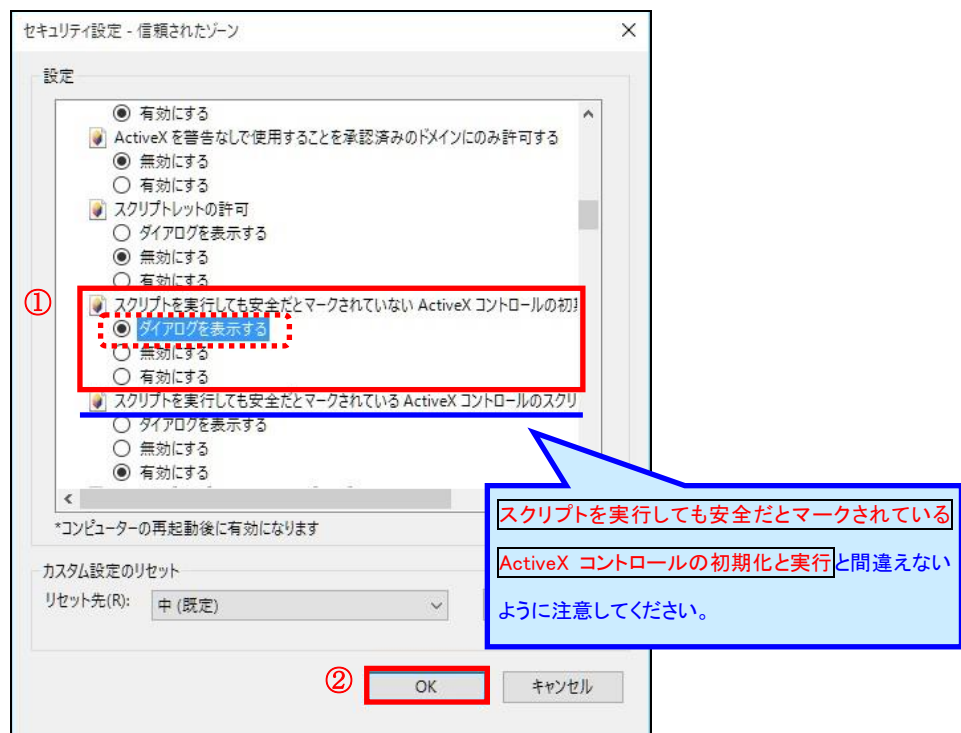 セキュリティ設定 - 信頼されたゾーン
設定
有効にする
ActiveX を警告なしで使用することを承認済みのドメインにのみ許可する
無効にする
有効にする
スクリプトレットの許可
ダイアログを表示する
無効にする
有効にする
①
スクリプトを実行しても安全だとマークされていない ActiveX コントロールの初
ダイアログを表示する
無効にする
有効にする
スクリプトを実行しても安全だとマークされている ActiveX コントロールのスクリ
ダイアログを表示する
無効にする
有効にする
*コンピューターの再起動後に有効になります
スクリプトを実行しても安全だとマークされている
ActiveX コントロールの初期化と実行と間違えない
ように注意してください。
カスタム設定のリセット
リセット先(R): 中 (既定)
② OK キャンセル